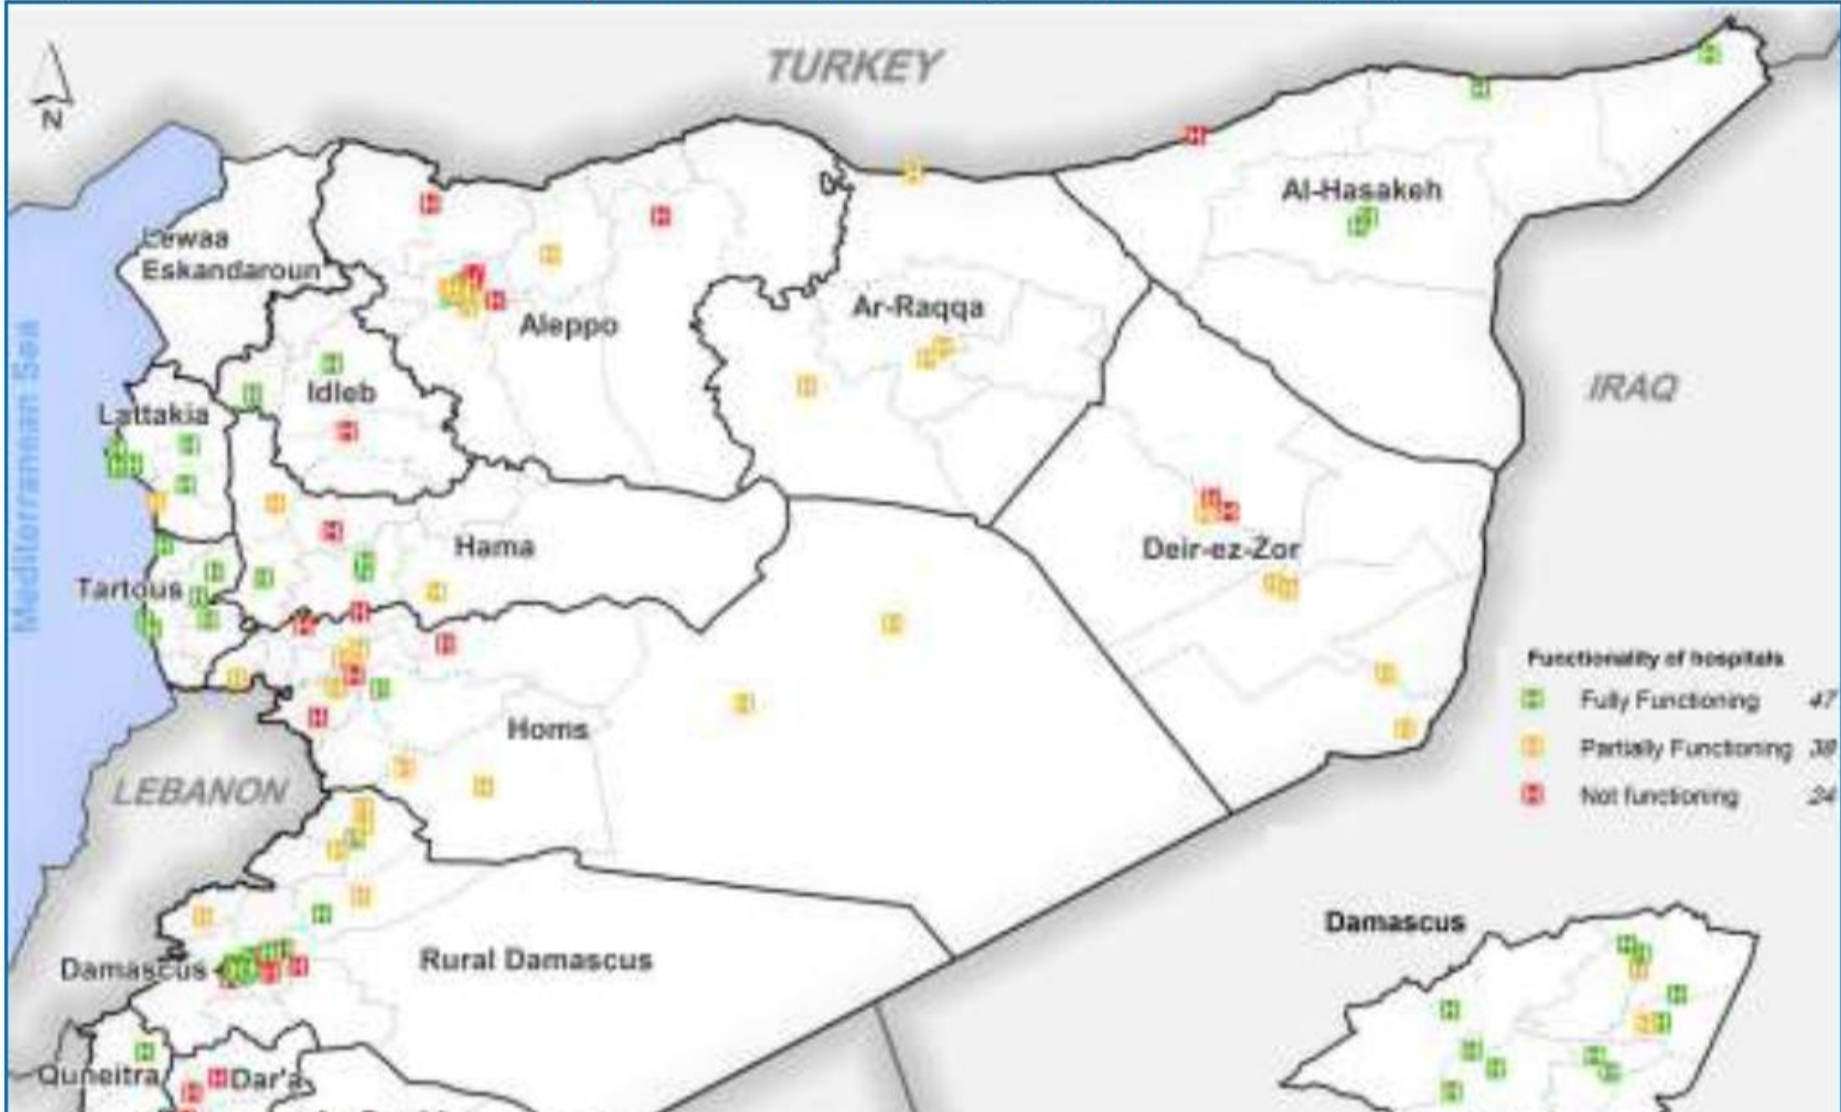 TURKEY
N
Al-Hasakeh
Lewaa
Eskandaroun
Ar-Raqqa
Aleppo
IRAQ
Idleb
Lattakia
Mediterranean Sea
Hama
Deir-ez-Zor
Tartous
Functionality of hospitals
Fully Functioning 47
Homs
Partially Functioning 38
LEBANON
Not functioning 24
Damascus
Rural Damascus
Damascus
Quneitra
Dar'a